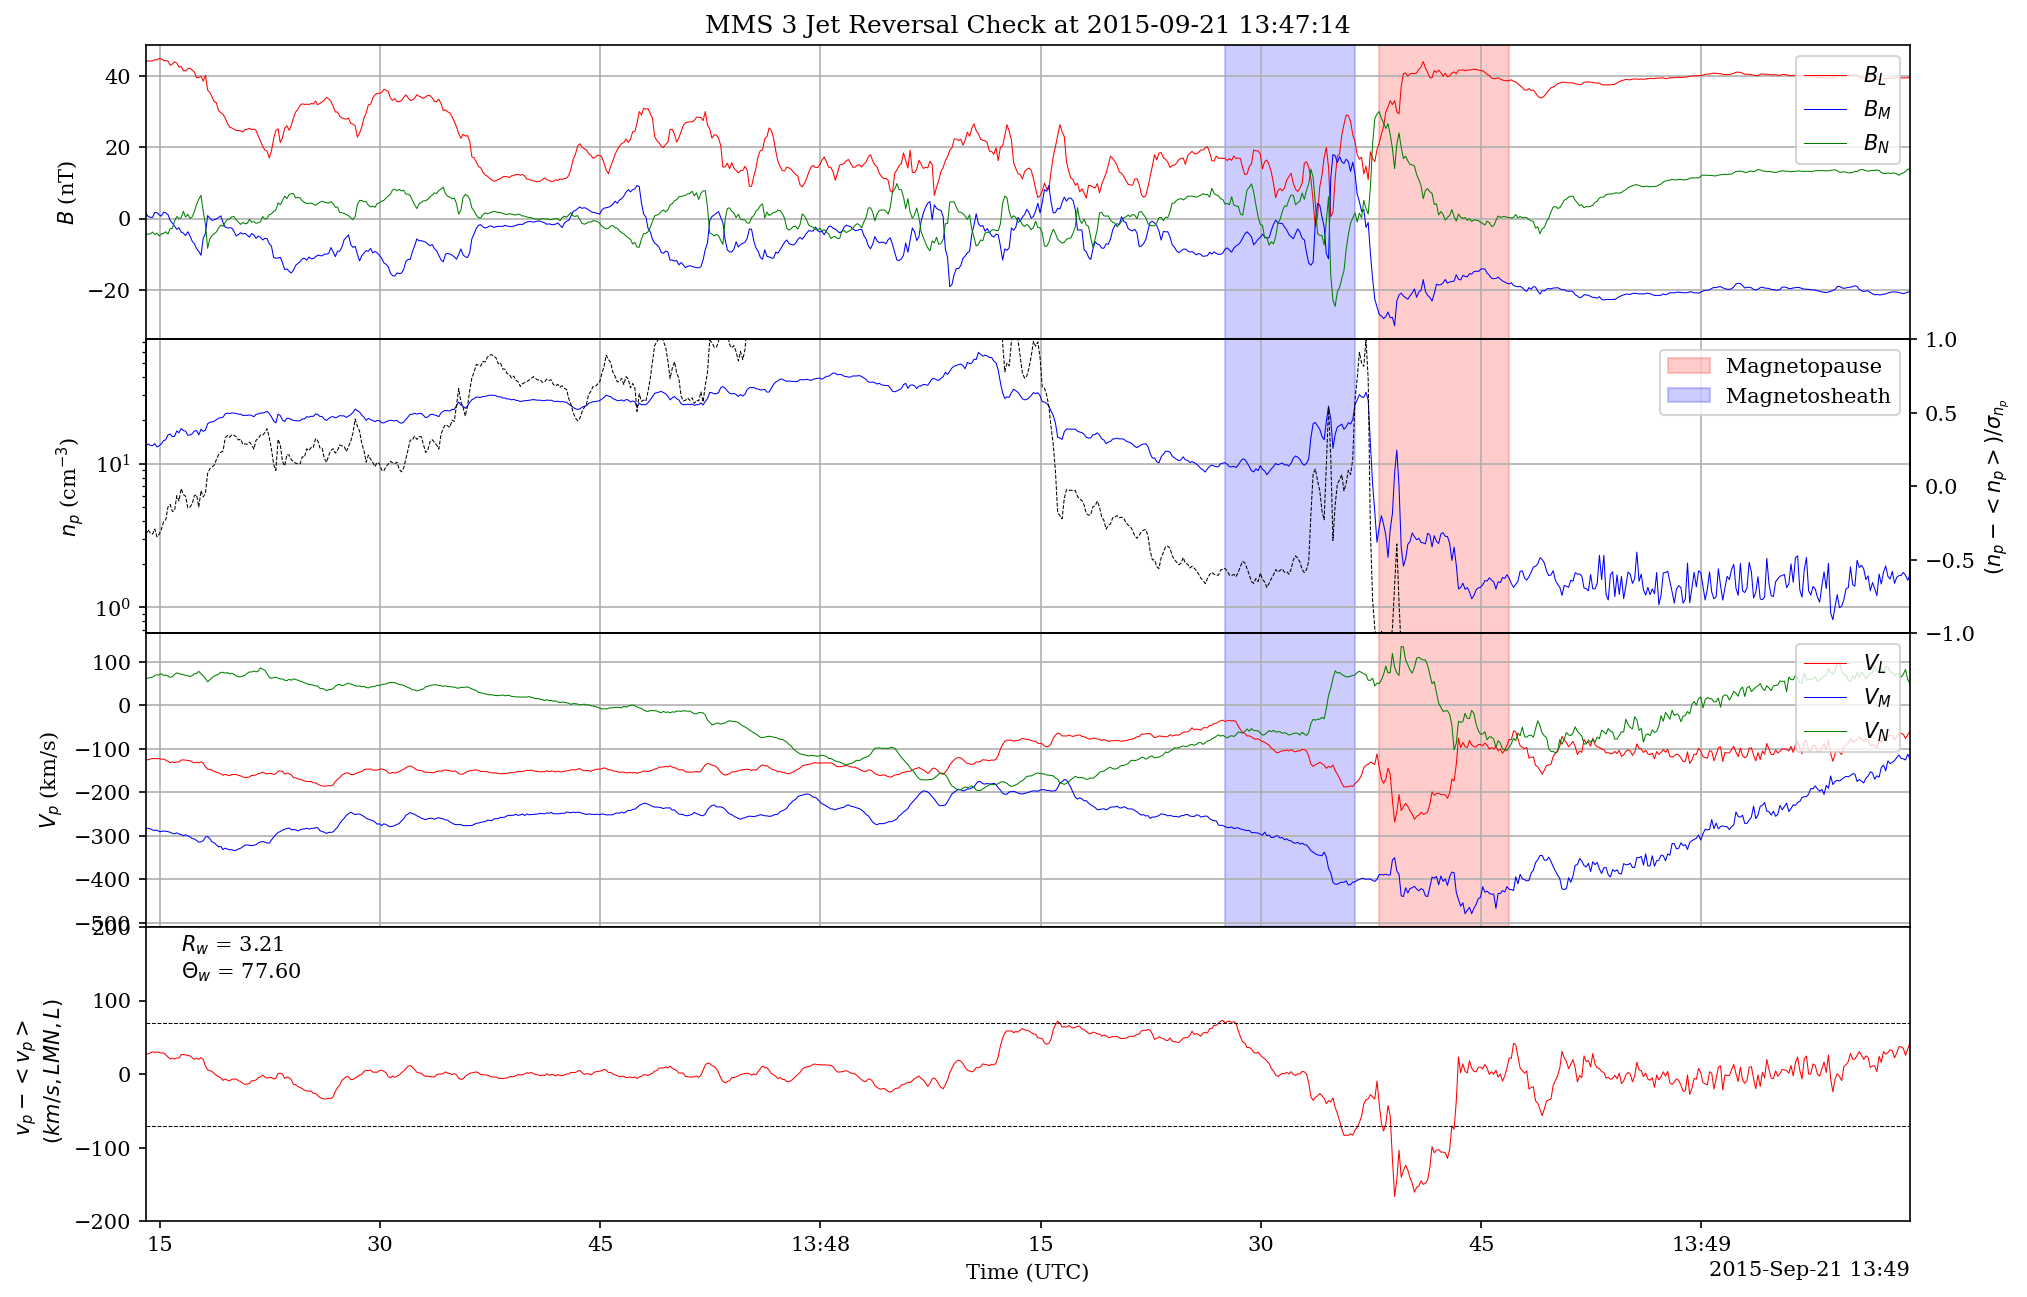 MMS 3 Jet Reversal Check at 2015-09-21 13:47:14
B (nT)
40
20
0
−20
B_L
B_M
B_N
n_p (cm^−3)
10^1
10^0
Magnetopause
Magnetosheath
1.0
0.5
0.0
−0.5
−1.0
(n_p − < n_p >)/σ_{n_p}
V_p (km/s)
100
0
−100
−200
−300
−400
−500
V_L
V_M
V_N
v_p − < v_p >
(km/s, LMN, L)
200
100
0
−100
−200
R_w = 3.21
Θ_w = 77.60
15 30 45 13:48 15 30 45 13:49
Time (UTC)
2015-Sep-21 13:49